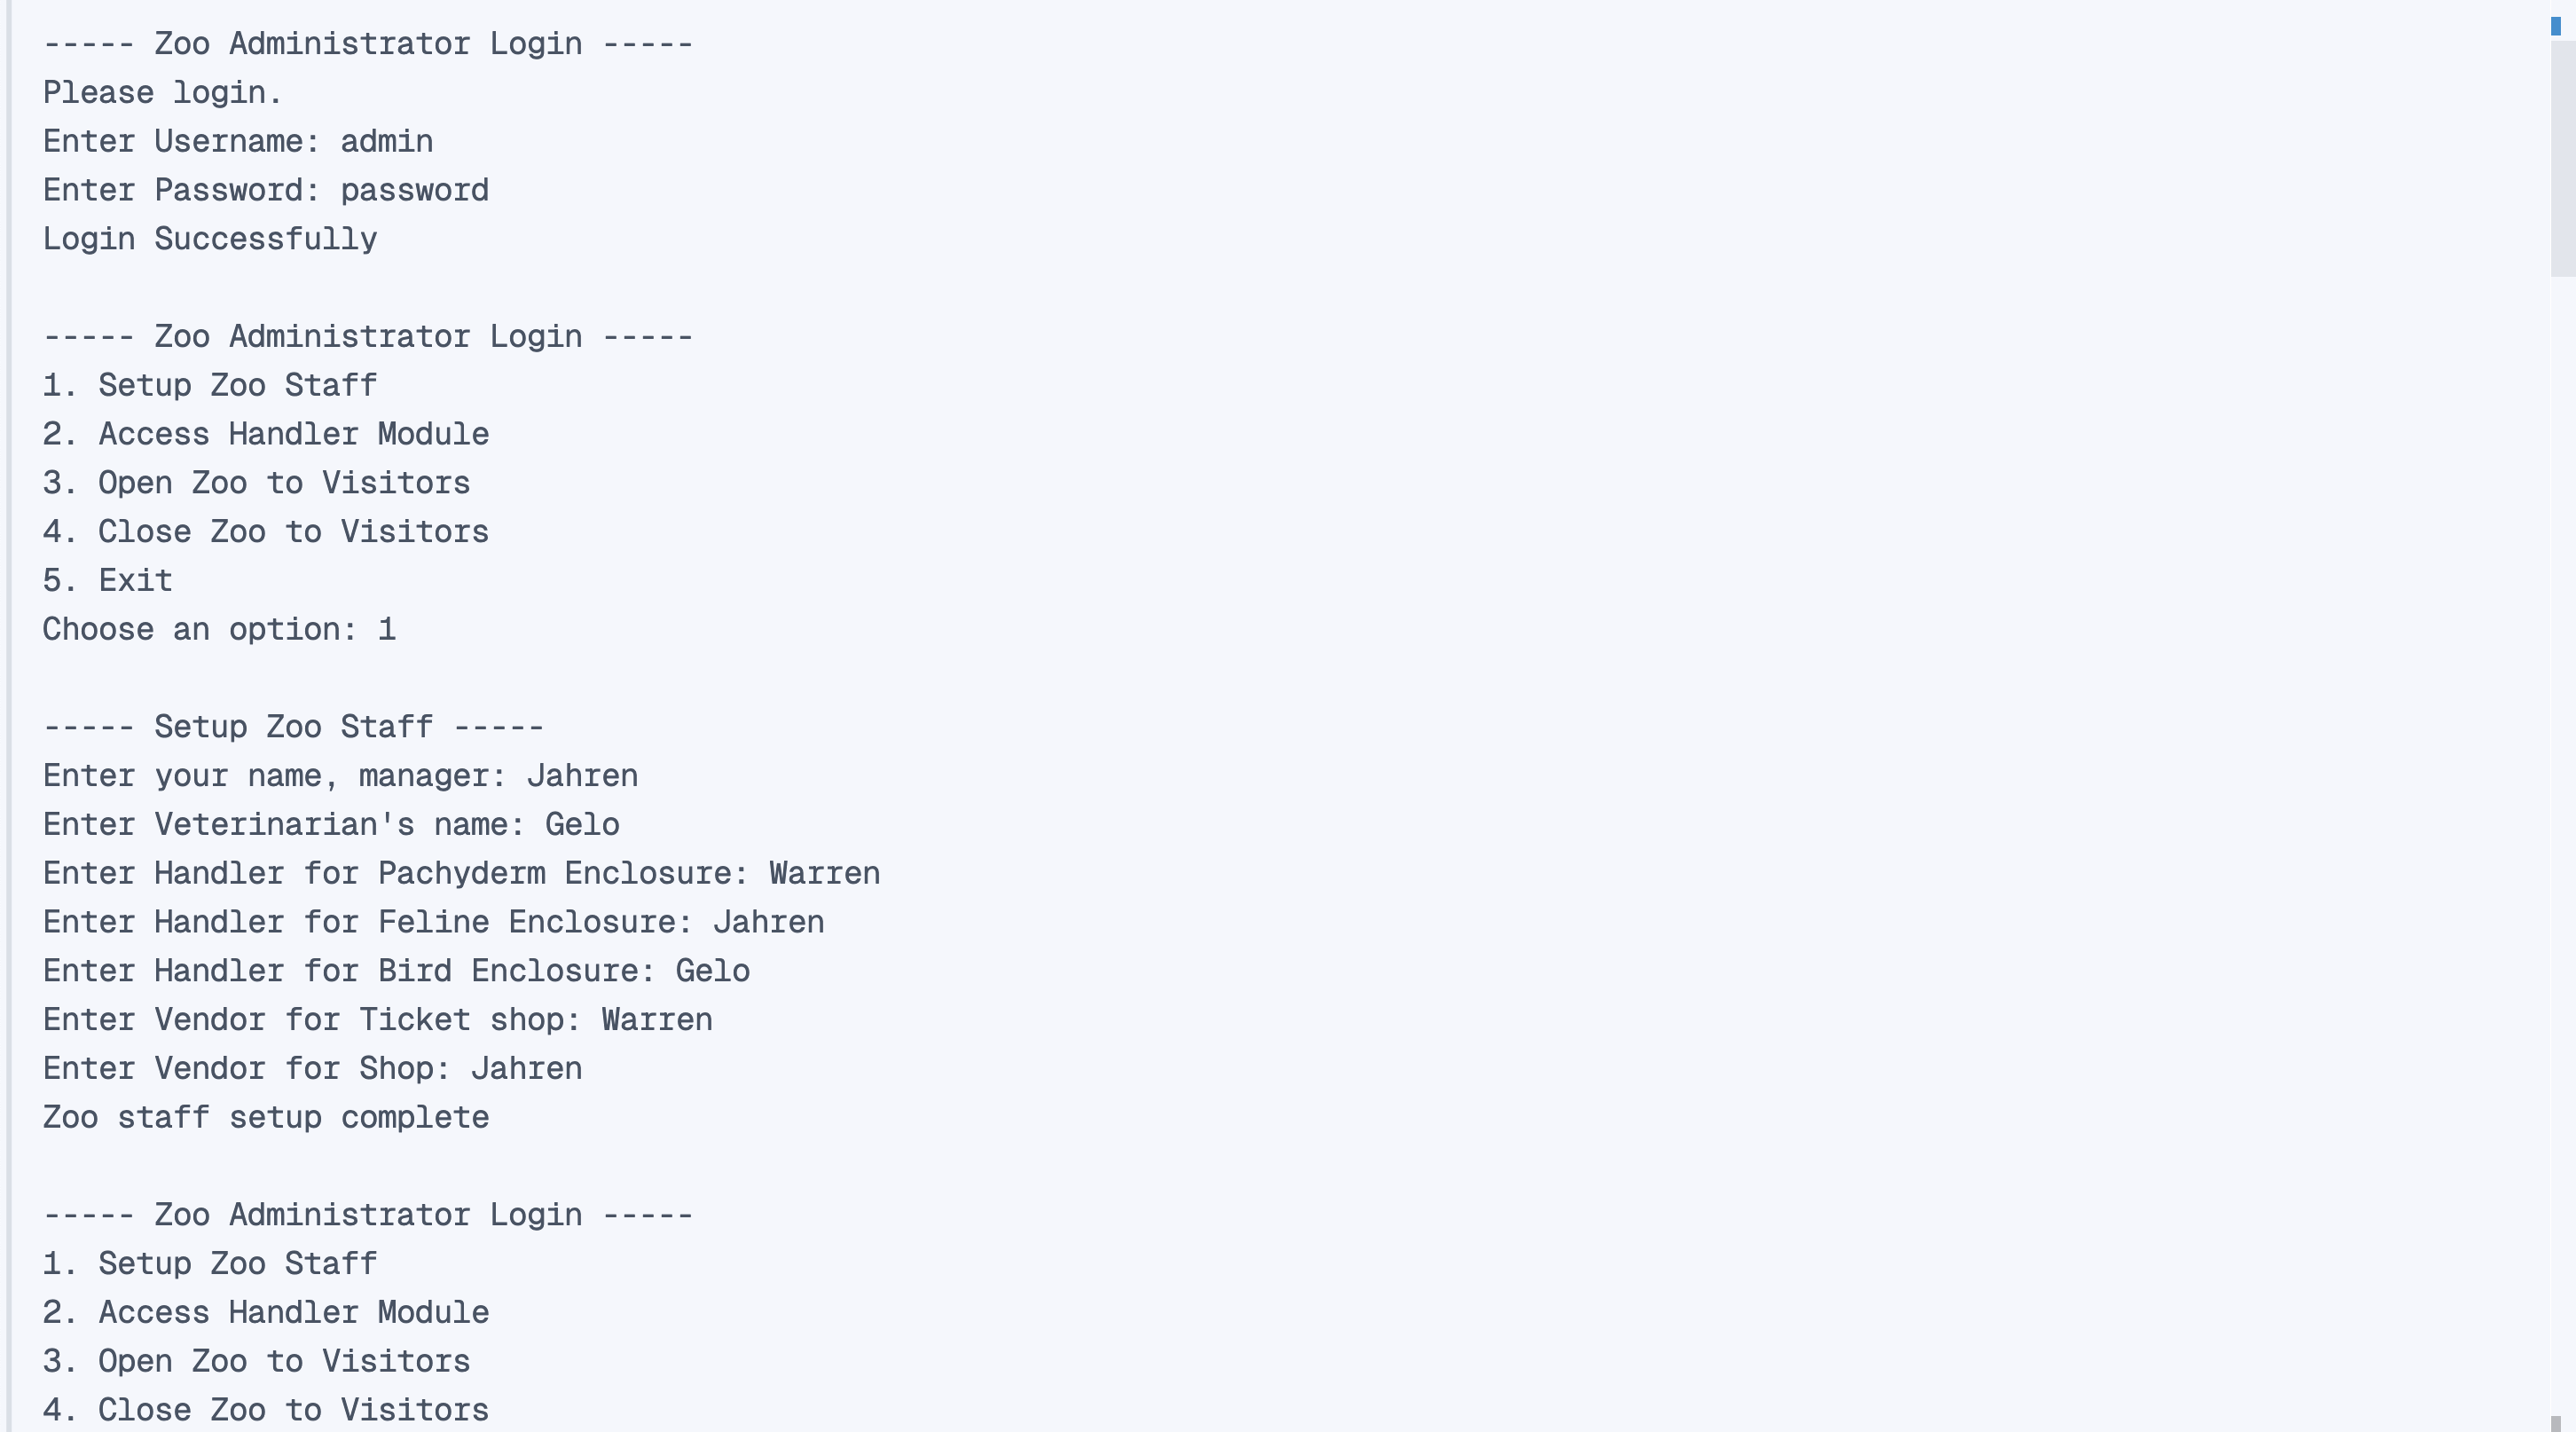 ----- Zoo Administrator Login -----
Please login.
Enter Username: admin
Enter Password: password
Login Successfully
----- Zoo Administrator Login -----
1. Setup Zoo Staff
2. Access Handler Module
3. Open Zoo to Visitors
4. Close Zoo to Visitors
5. Exit
Choose an option: 1
----- Setup Zoo Staff -----
Enter your name, manager: Jahren
Enter Veterinarian's name: Gelo
Enter Handler for Pachyderm Enclosure: Warren
Enter Handler for Feline Enclosure: Jahren
Enter Handler for Bird Enclosure: Gelo
Enter Vendor for Ticket shop: Warren
Enter Vendor for Shop: Jahren
Zoo staff setup complete
----- Zoo Administrator Login -----
1. Setup Zoo Staff
2. Access Handler Module
3. Open Zoo to Visitors
4. Close Zoo to Visitors